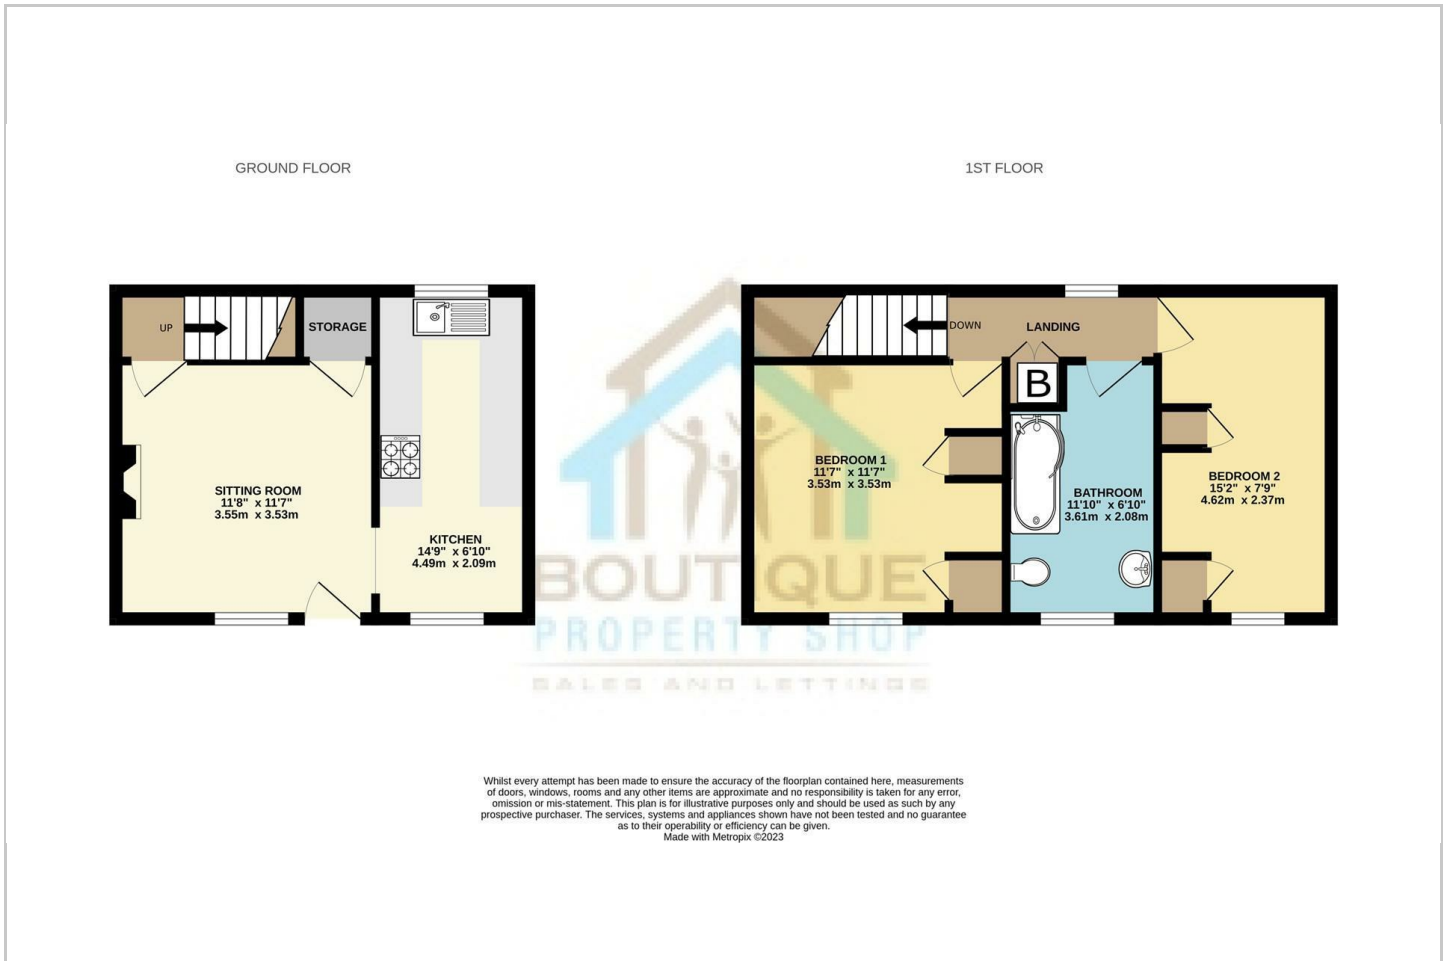 GROUND FLOOR
1ST FLOOR
UP
STORAGE
SITTING ROOM
11'8" x 11'7"
3.55m x 3.53m
KITCHEN
14'9" x 6'10"
4.49m x 2.09m
DOWN
LANDING
B
BEDROOM 1
11'7" x 11'7"
3.53m x 3.53m
BATHROOM
11'10" x 6'10"
3.61m x 2.08m
BEDROOM 2
15'2" x 7'9"
4.62m x 2.37m
BOUTIQUE
PROPERTY SHOP
SALES AND LETTINGS
Whilst every attempt has been made to ensure the accuracy of the floorplan contained here, measurements
of doors, windows, rooms and any other items are approximate and no responsibility is taken for any error,
omission or mis-statement. This plan is for illustrative purposes only and should be used as such by any
prospective purchaser. The services, systems and appliances shown have not been tested and no guarantee
as to their operability or efficiency can be given.
Made with Metropix ©2023